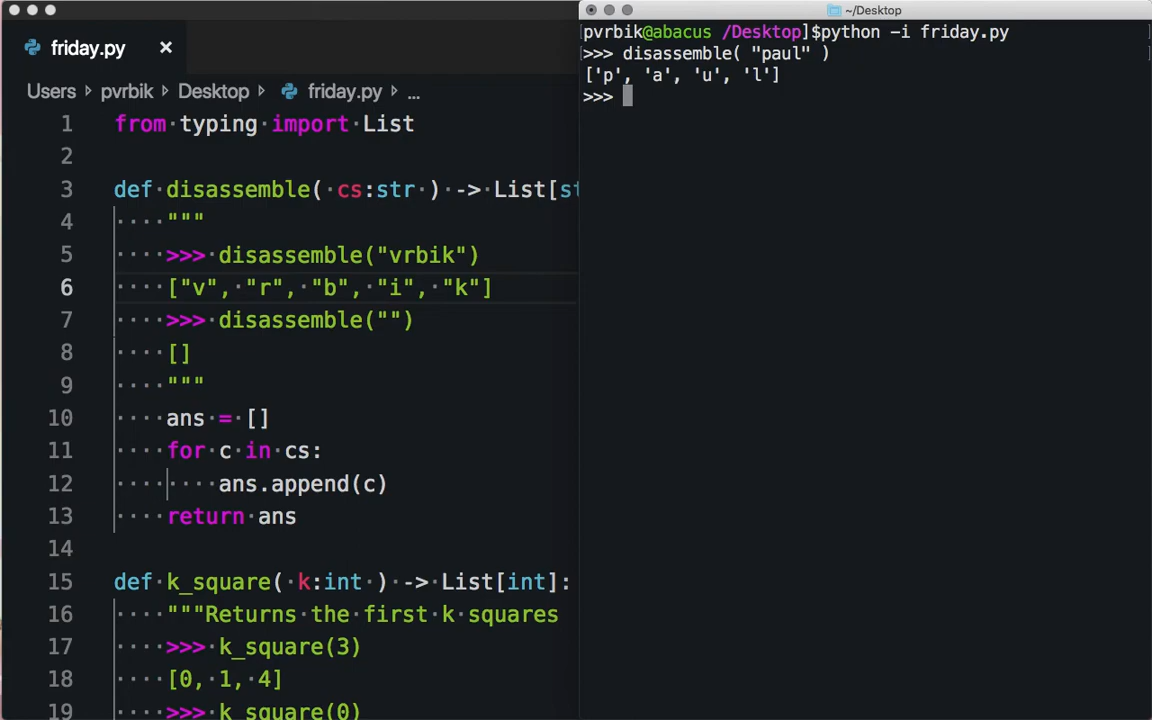 friday.py ×
Users pvrbik Desktop friday.py ...
1 from typing import List
2
3 def disassemble( cs:str ) -> List[st
4 """
5 >>> disassemble("vrbik")
6 ["v", "r", "b", "i", "k"]
7 >>> disassemble("")
8 []
9 """
10 ans = []
11 for c in cs:
12 ans.append(c)
13 return ans
14
15 def k_square( k:int ) -> List[int]:
16 """Returns the first k squares
17 >>> k_square(3)
18 [0, 1, 4]
19 >>> k_square(0)
~/Desktop
[pvrbik@abacus /Desktop]$python -i friday.py
>>> disassemble( "paul" )
['p', 'a', 'u', 'l']
>>>